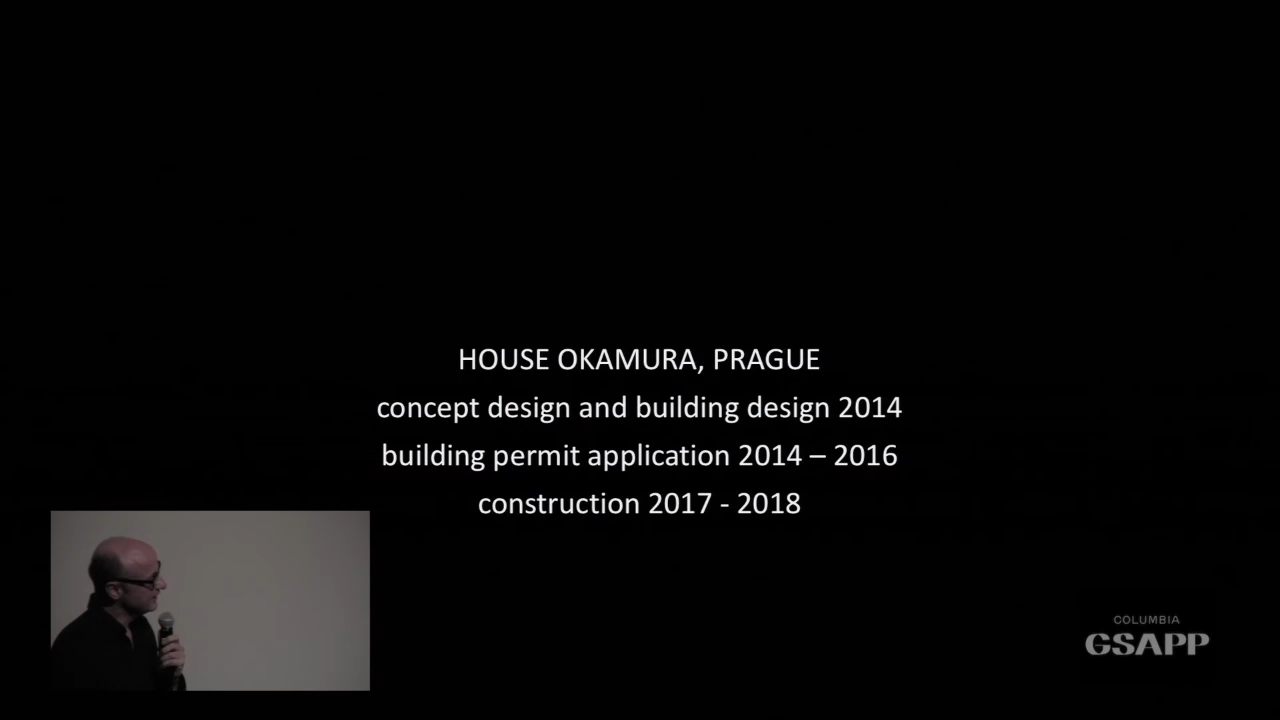 HOUSE OKAMURA, PRAGUE
concept design and building design 2014
building permit application 2014 – 2016
construction 2017 - 2018
COLUMBIA
GSAPP